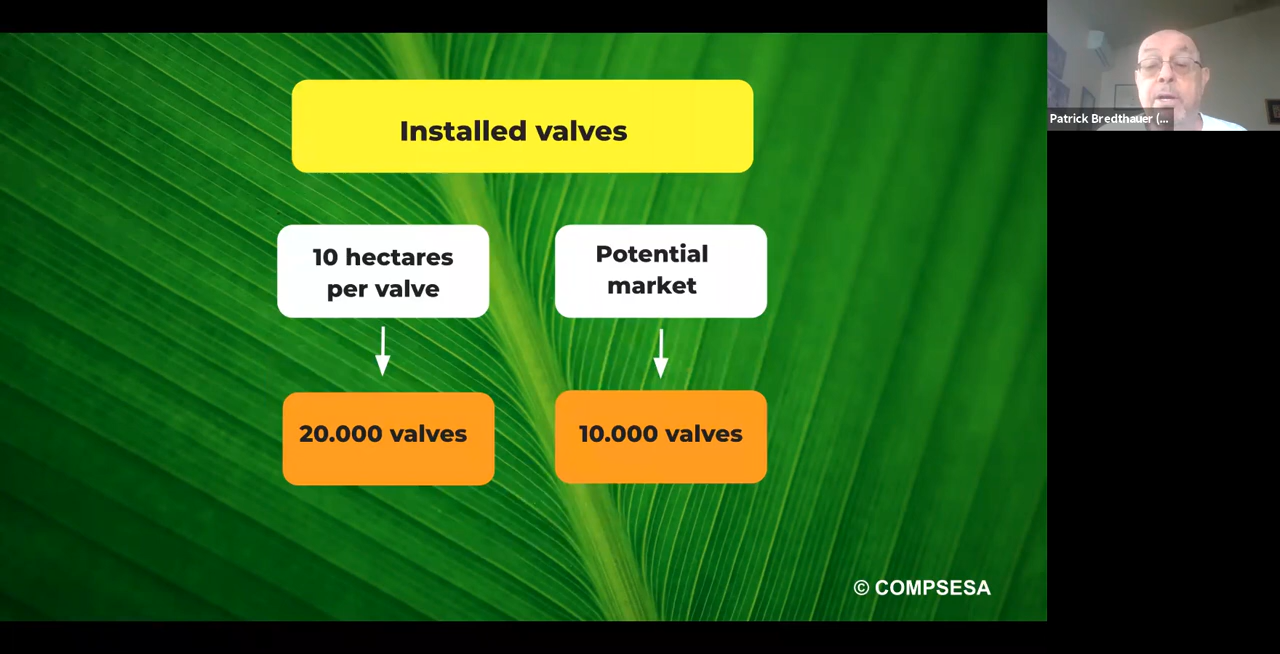 Installed valves
10 hectares
per valve
Potential
market
20.000 valves
10.000 valves
© COMPSESA
Patrick Bredthauer (...